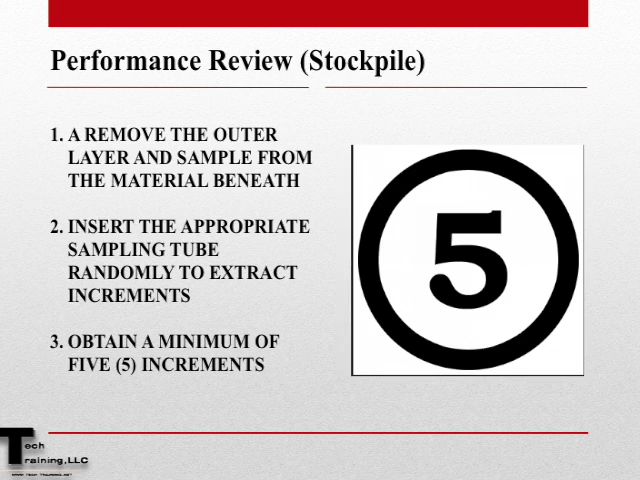 Performance Review (Stockpile)
1. A REMOVE THE OUTER
LAYER AND SAMPLE FROM
THE MATERIAL BENEATH
2. INSERT THE APPROPRIATE
SAMPLING TUBE
RANDOMLY TO EXTRACT
INCREMENTS
3. OBTAIN A MINIMUM OF
FIVE (5) INCREMENTS
5
Tech
Training,LLC